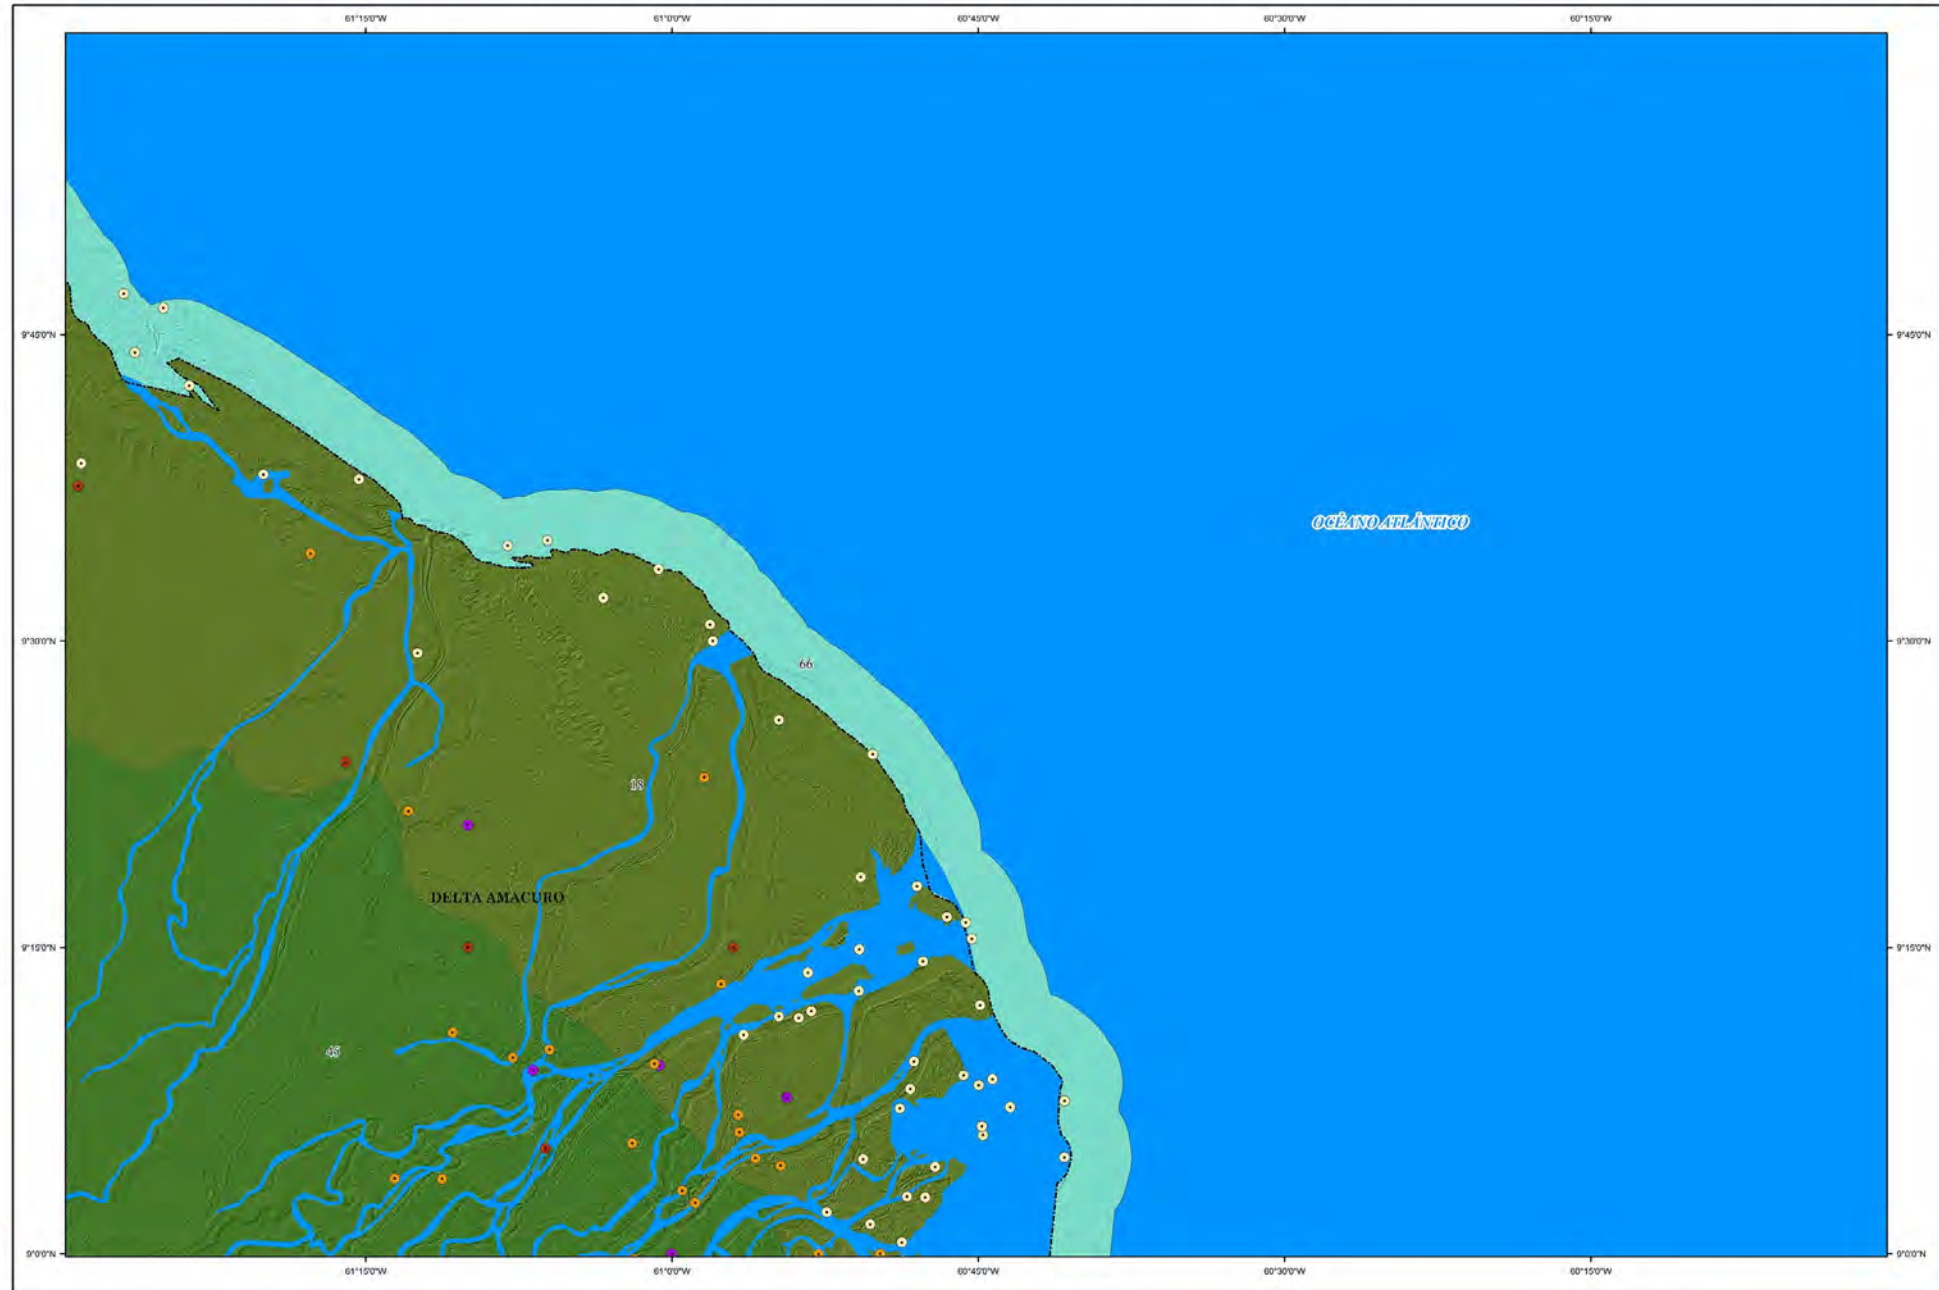 61°15'0"W 61°0'0"W 60°45'0"W 60°30'0"W 60°15'0"W
9°45'0"N 9°45'0"N
OCÉANO ATLÁNTICO
9°30'0"N 9°30'0"N
66
18
DELTA AMACURO
9°15'0"N 9°15'0"N
45
9°0'0"N 9°0'0"N
61°15'0"W 61°0'0"W 60°45'0"W 60°30'0"W 60°15'0"W